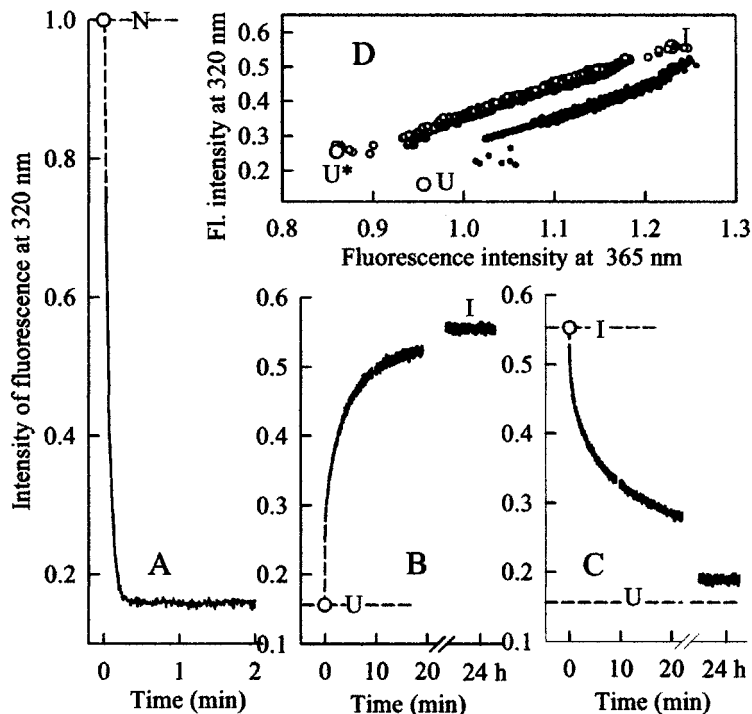 Intensity of fluorescence at 320 nm
1.0
0.8
0.6
0.4
0.2
N
A
0 1 2
Time (min)
D
Fl. intensity at 320 nm
0.6
0.5
0.4
0.3
0.2
I
U*
U
0.8 0.9 1.0 1.1 1.2 1.3
Fluorescence intensity at 365 nm
0.6
0.5
0.4
0.3
0.2
0.1
I
B
U
0 10 20 24 h
Time (min)
0.6
0.5
0.4
0.3
0.2
0.1
I
C
U
0 10 20 24 h
Time (min)